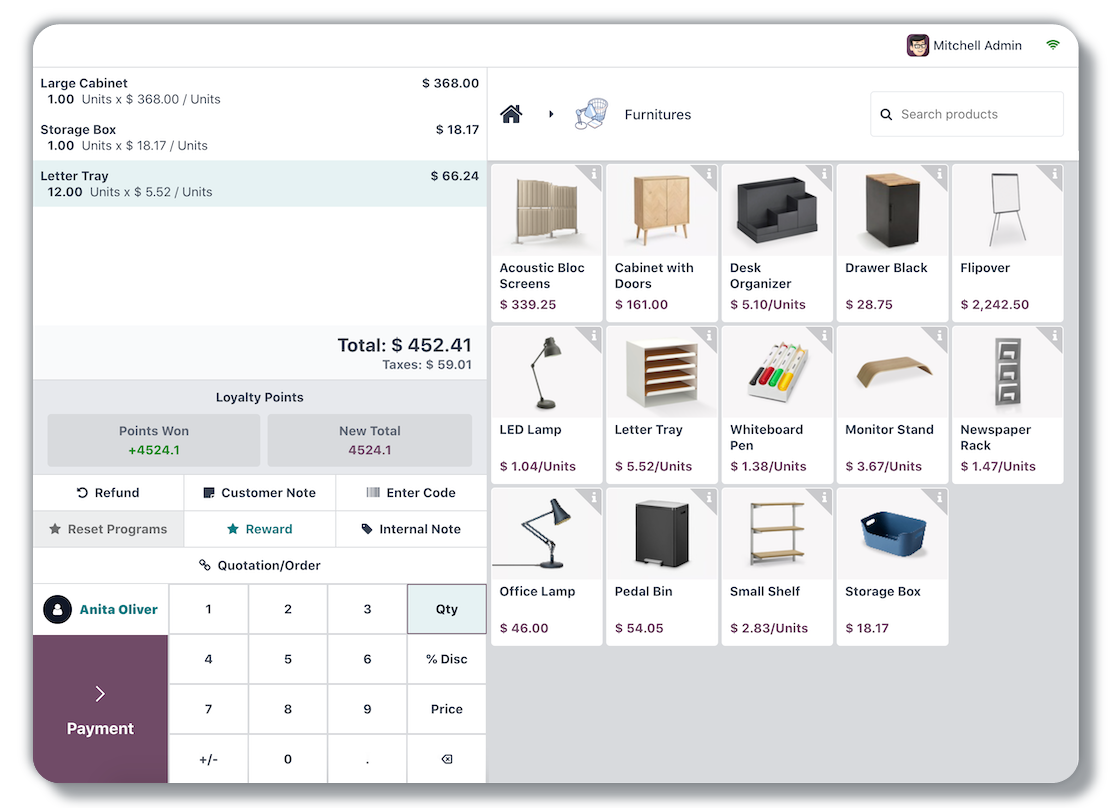 Mitchell Admin
Large Cabinet $ 368.00
1.00 Units x $ 368.00 / Units
Storage Box $ 18.17
1.00 Units x $ 18.17 / Units
Letter Tray $ 66.24
12.00 Units x $ 5.52 / Units
Total: $ 452.41
Taxes: $ 59.01
Loyalty Points
Points Won
+4524.1
New Total
4524.1
Refund
Customer Note
Enter Code
Reset Programs
Reward
Internal Note
Quotation/Order
Anita Oliver
Payment
1 2 3 Qty
4 5 6 % Disc
7 8 9 Price
+/- 0 .
Furnitures
Search products
Acoustic Bloc
Screens
$ 339.25
Cabinet with
Doors
$ 161.00
Desk
Organizer
$ 5.10/Units
Drawer Black
$ 28.75
Flipover
$ 2,242.50
LED Lamp
$ 1.04/Units
Letter Tray
$ 5.52/Units
Whiteboard
Pen
$ 1.38/Units
Monitor Stand
$ 3.67/Units
Newspaper
Rack
$ 1.47/Units
Office Lamp
$ 46.00
Pedal Bin
$ 54.05
Small Shelf
$ 2.83/Units
Storage Box
$ 18.17